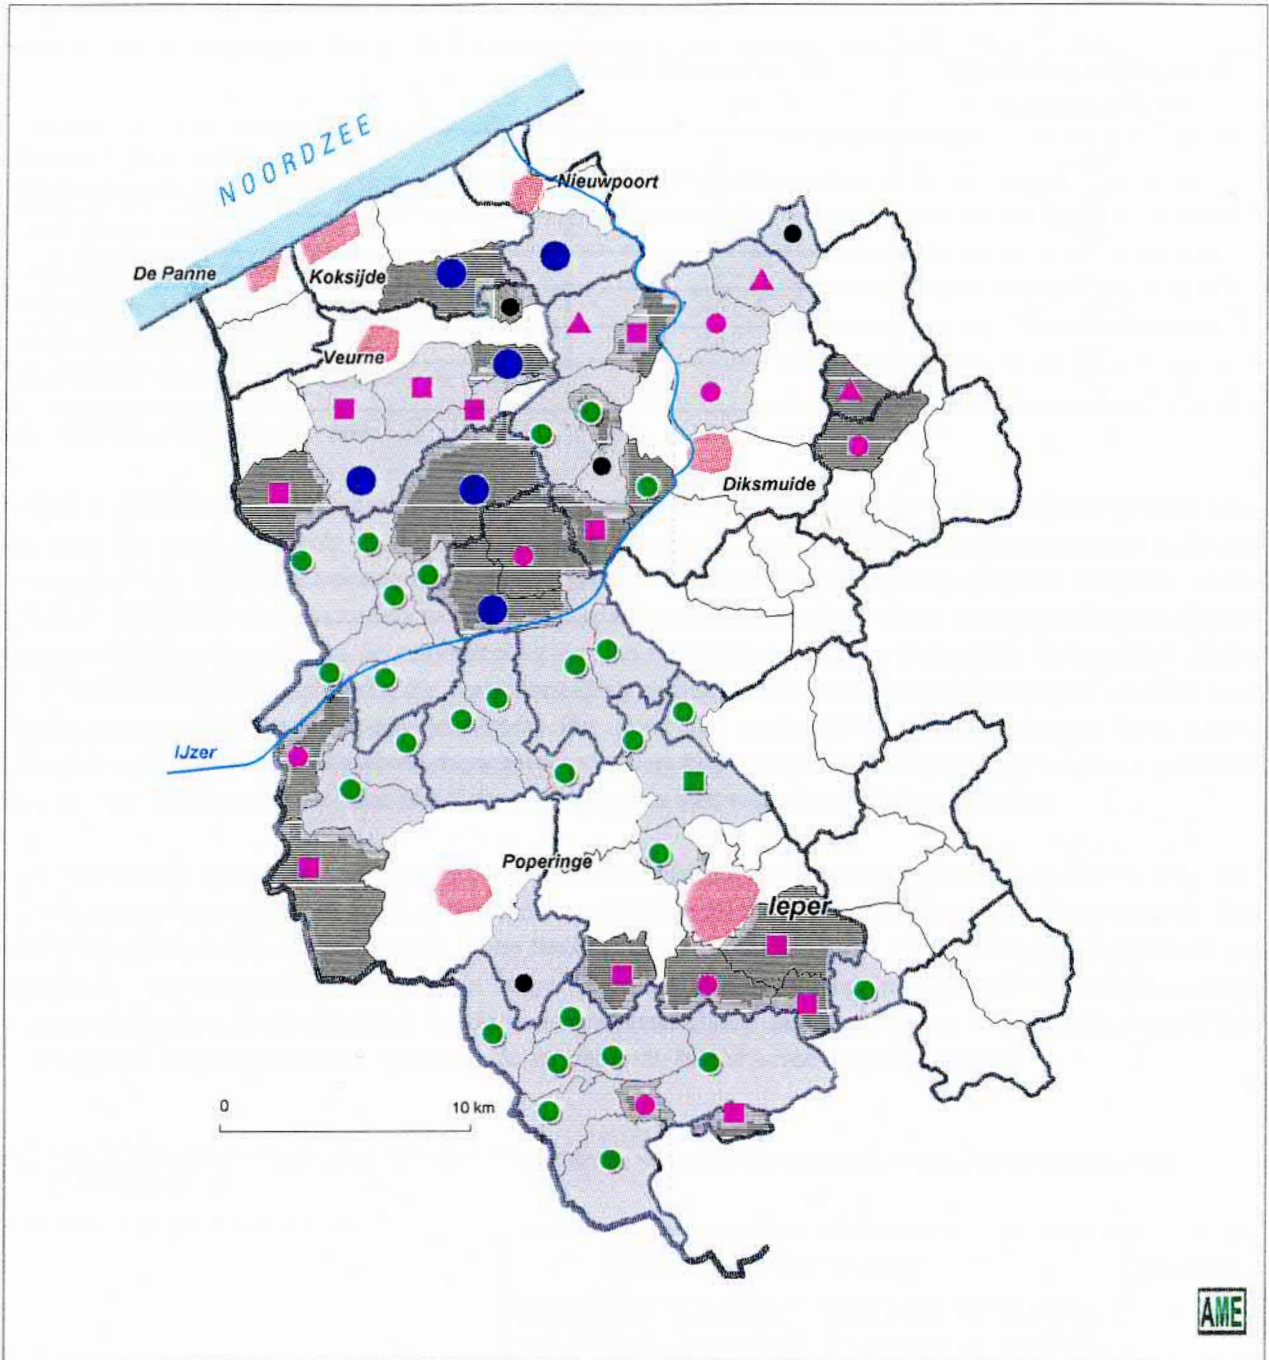 NOORDZEE
Nieuwpoort
De Panne
Koksijde
Veurne
Diksmuide
IJzer
Poperinge
Ieper
0 10 km
AME